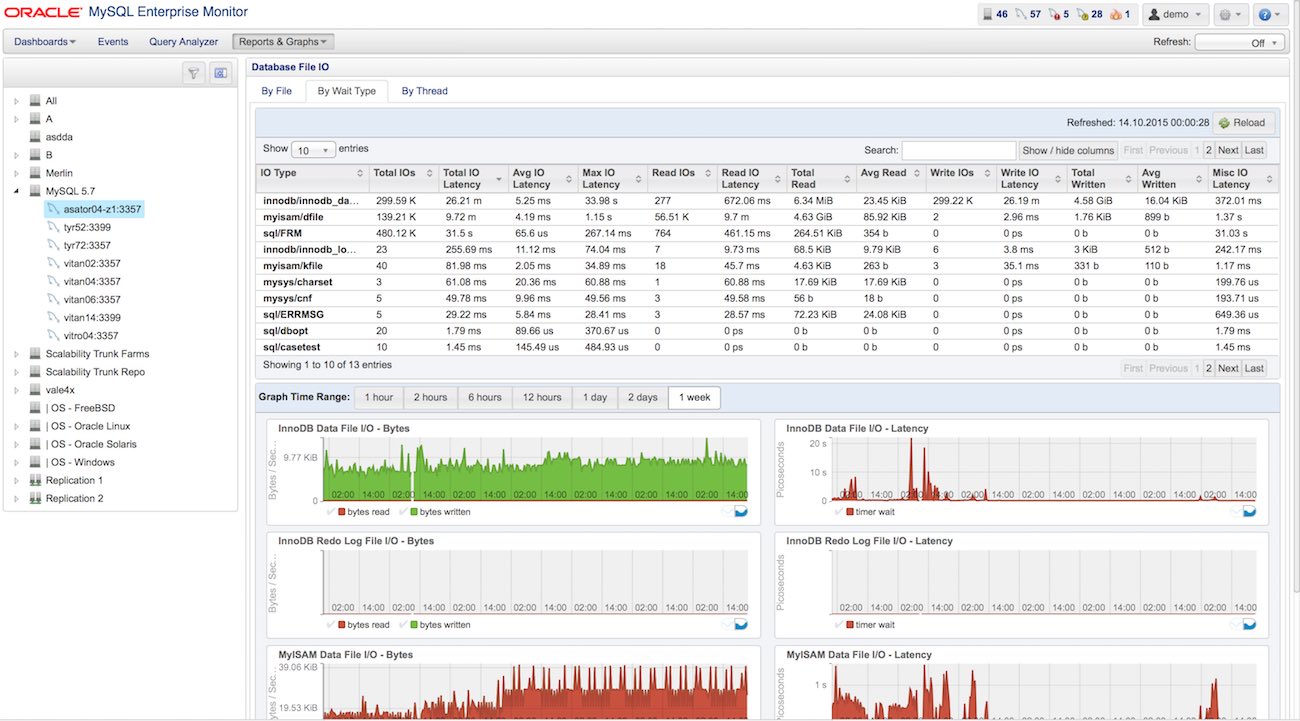 ORACLE MySQL Enterprise Monitor 46 57 5 28 1 demo
Dashboards Events Query Analyzer Reports & Graphs Refresh: Off
All
A
asdda
B
Merlin
MySQL 5.7
asator04-z1:3357
tyr52:3399
tyr72:3357
vitan02:3357
vitan04:3357
vitan06:3357
vitan14:3399
vitro04:3357
Scalability Trunk Farms
Scalability Trunk Repo
vale4x
| OS - FreeBSD
| OS - Oracle Linux
| OS - Oracle Solaris
| OS - Windows
Replication 1
Replication 2
Database File IO
By File By Wait Type By Thread
Refreshed: 14.10.2015 00:00:28 Reload
Show 10 entries Search: Show / hide columns First Previous 1 2 Next Last
IO Type Total IOs Total IO Latency Avg IO Latency Max IO Latency Read IOs Read IO Latency Total Read Avg Read Write IOs Write IO Latency Total Written Avg Written Misc IO Latency
innodb/innodb_da... 299.59 K 26.21 m 5.25 ms 33.98 s 277 672.06 ms 6.34 MiB 23.45 KiB 299.22 K 26.19 m 4.58 GiB 16.04 KiB 372.01 ms
myisam/dfile 139.21 K 9.72 m 4.19 ms 1.15 s 56.51 K 9.7 m 4.63 GiB 85.92 KiB 2 2.96 ms 1.76 KiB 899 b 1.37 s
sql/FRM 480.12 K 31.5 s 65.6 us 267.14 ms 764 461.15 ms 264.51 KiB 354 b 0 0 ps 0 b 0 b 31.03 s
innodb/innodb_lo... 23 255.69 ms 11.12 ms 74.04 ms 7 9.73 ms 68.5 KiB 9.79 KiB 6 3.8 ms 3 KiB 512 b 242.17 ms
myisam/kfile 40 81.98 ms 2.05 ms 34.89 ms 18 45.7 ms 4.63 KiB 263 b 3 35.1 ms 331 b 110 b 1.17 ms
mysys/charset 3 61.08 ms 20.36 ms 60.88 ms 1 60.88 ms 17.69 KiB 17.69 KiB 0 0 ps 0 b 0 b 199.76 us
mysys/cnf 5 49.78 ms 9.96 ms 49.56 ms 3 49.58 ms 56 b 18 b 0 0 ps 0 b 0 b 193.71 us
sql/ERRMSG 5 29.22 ms 5.84 ms 28.41 ms 3 28.57 ms 72.23 KiB 24.08 KiB 0 0 ps 0 b 0 b 649.36 us
sql/dbopt 20 1.79 ms 89.66 us 370.67 us 0 0 ps 0 b 0 b 0 0 ps 0 b 0 b 1.79 ms
sql/casetest 10 1.45 ms 145.49 us 484.93 us 0 0 ps 0 b 0 b 0 0 ps 0 b 0 b 1.45 ms
Showing 1 to 10 of 13 entries First Previous 1 2 Next Last
Graph Time Range: 1 hour 2 hours 6 hours 12 hours 1 day 2 days 1 week
InnoDB Data File I/O - Bytes
Bytes / Sec...
9.77 KiB
0
02:00 14:00 02:00 14:00 02:00 14:00 02:00 14:00 02:00 14:00 02:00 14:00 02:00 14:00
bytes read bytes written
InnoDB Data File I/O - Latency
Picoseconds
20 s
10 s
0
02:00 14:00 02:00 14:00 02:00 14:00 02:00 14:00 02:00 14:00 02:00 14:00 02:00 14:00
timer wait
InnoDB Redo Log File I/O - Bytes
Bytes / Sec...
02:00 14:00 02:00 14:00 02:00 14:00 02:00 14:00 02:00 14:00 02:00 14:00 02:00 14:00
bytes read bytes written
InnoDB Redo Log File I/O - Latency
Picoseconds
02:00 14:00 02:00 14:00 02:00 14:00 02:00 14:00 02:00 14:00 02:00 14:00 02:00 14:00
timer wait
MyISAM Data File I/O - Bytes
39.06 KiB
19.53 KiB
MyISAM Data File I/O - Latency
1 s